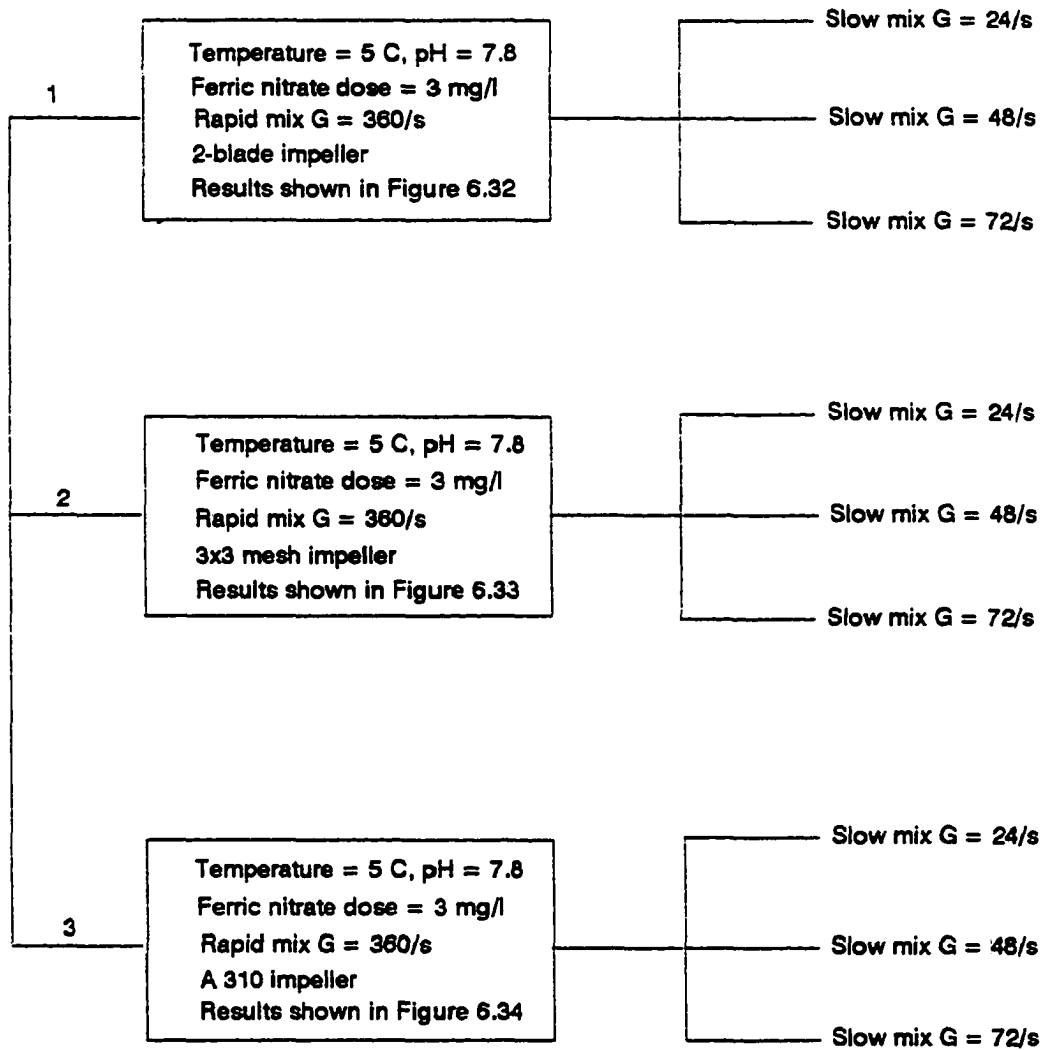 1
Temperature = 5 C, pH = 7.8
Ferric nitrate dose = 3 mg/l
Rapid mix G = 360/s
2-blade impeller
Results shown in Figure 6.32
Slow mix G = 24/s
Slow mix G = 48/s
Slow mix G = 72/s
2
Temperature = 5 C, pH = 7.8
Ferric nitrate dose = 3 mg/l
Rapid mix G = 360/s
3x3 mesh impeller
Results shown in Figure 6.33
Slow mix G = 24/s
Slow mix G = 48/s
Slow mix G = 72/s
3
Temperature = 5 C, pH = 7.8
Ferric nitrate dose = 3 mg/l
Rapid mix G = 360/s
A 310 impeller
Results shown in Figure 6.34
Slow mix G = 24/s
Slow mix G = 48/s
Slow mix G = 72/s